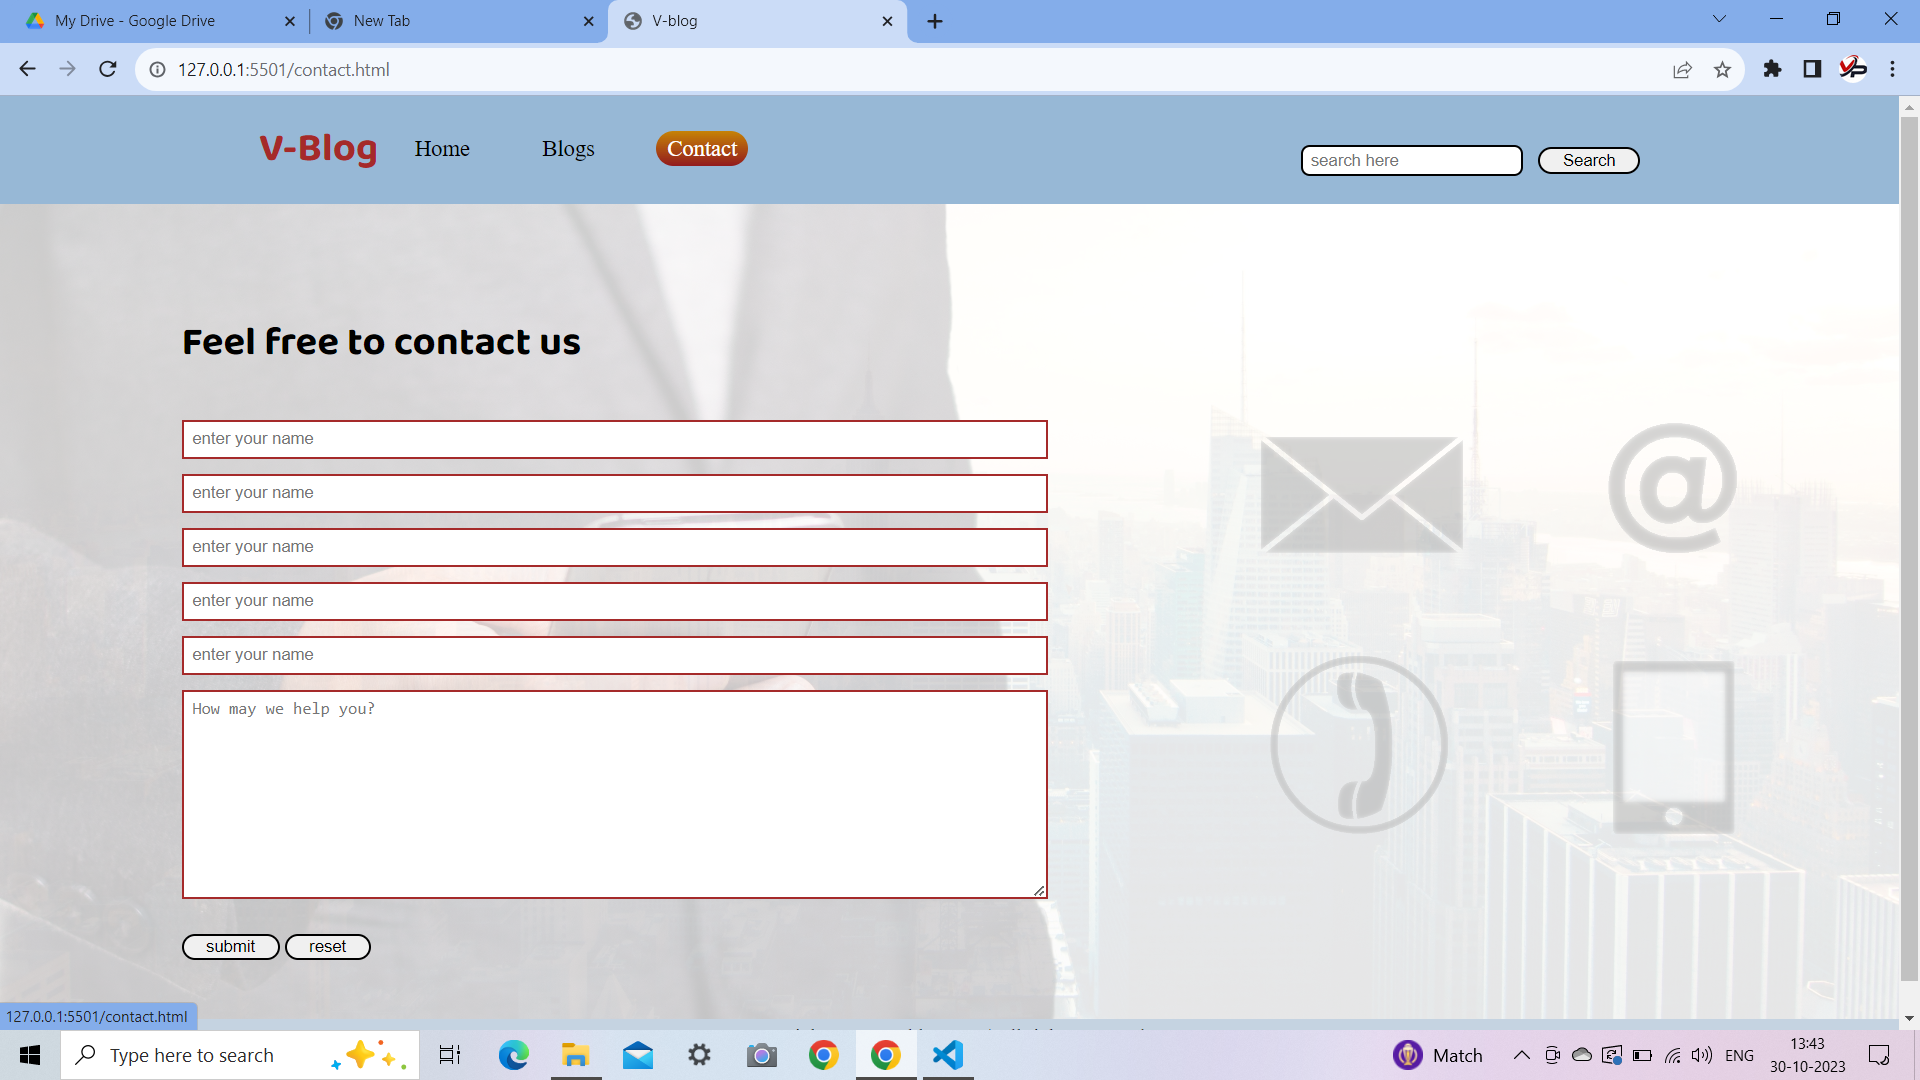 My Drive - Google Drive
New Tab
V-blog
127.0.0.1:5501/contact.html
V-Blog
Home
Blogs
Contact
search here
Search
Feel free to contact us
enter your name
enter your name
enter your name
enter your name
enter your name
How may we help you?
submit
reset
127.0.0.1:5501/contact.html
Type here to search
Match
ENG
13:43
30-10-2023